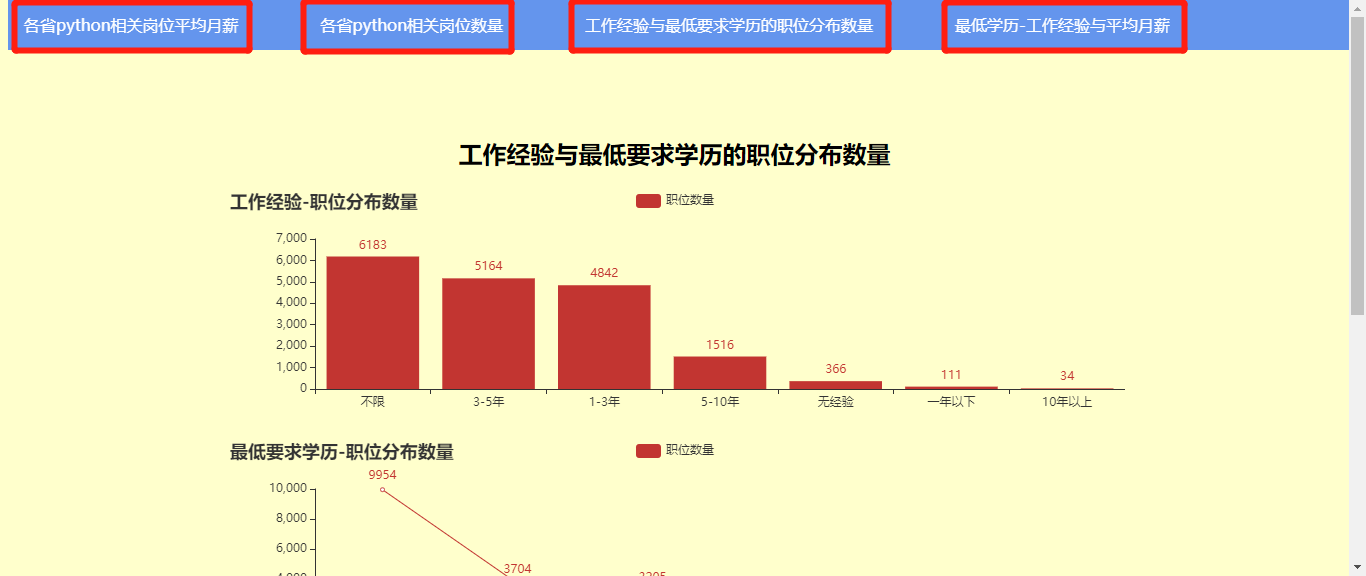 各省python相关岗位平均月薪 各省python相关岗位数量 工作经验与最低要求学历的职位分布数量 最低学历-工作经验与平均月薪
工作经验与最低要求学历的职位分布数量
工作经验-职位分布数量 职位数量
7,000
6,000
5,000
4,000
3,000
2,000
1,000
0
6183 5164 4842 1516 366 111 34
不限 3-5年 1-3年 5-10年 无经验 一年以下 10年以上
最低要求学历-职位分布数量 职位数量
9954
10,000
8,000
6,000
3704